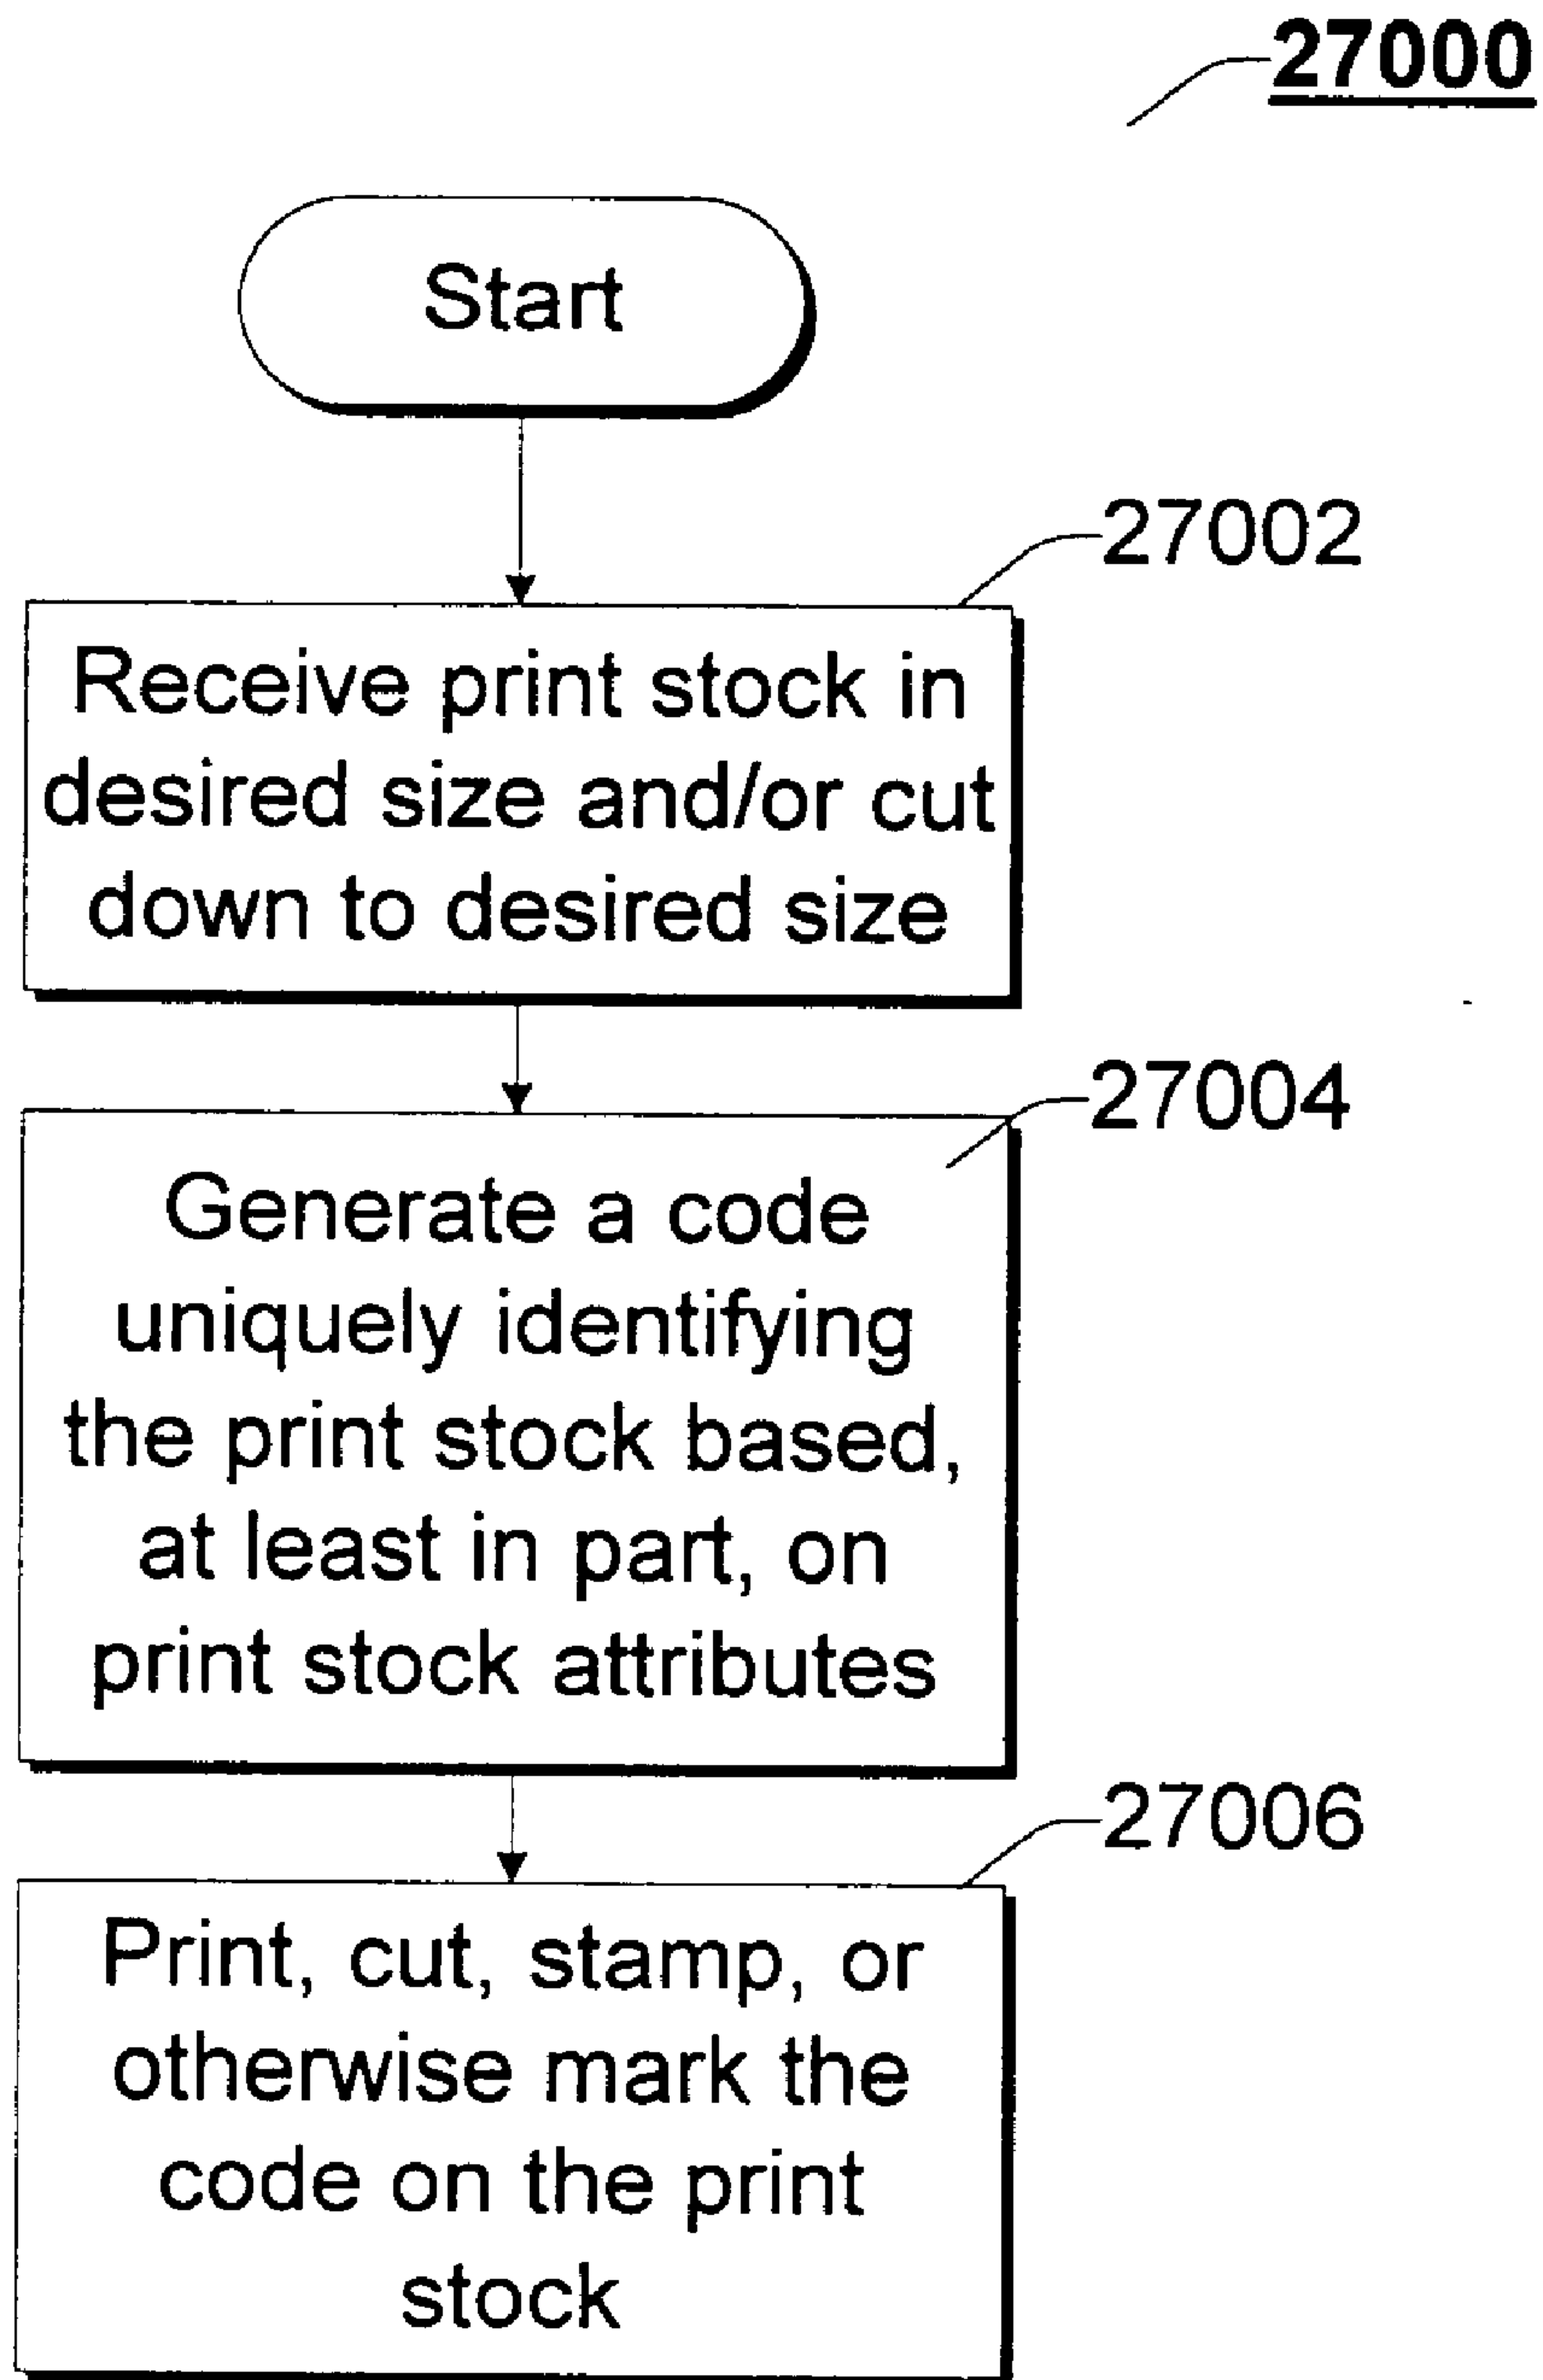 27000
Start
27002
Receive print stock in
desired size and/or cut
down to desired size
27004
Generate a code
uniquely identifying
the print stock based,
at least in part, on
print stock attributes
27006
Print, cut, stamp, or
otherwise mark the
code on the print
stock